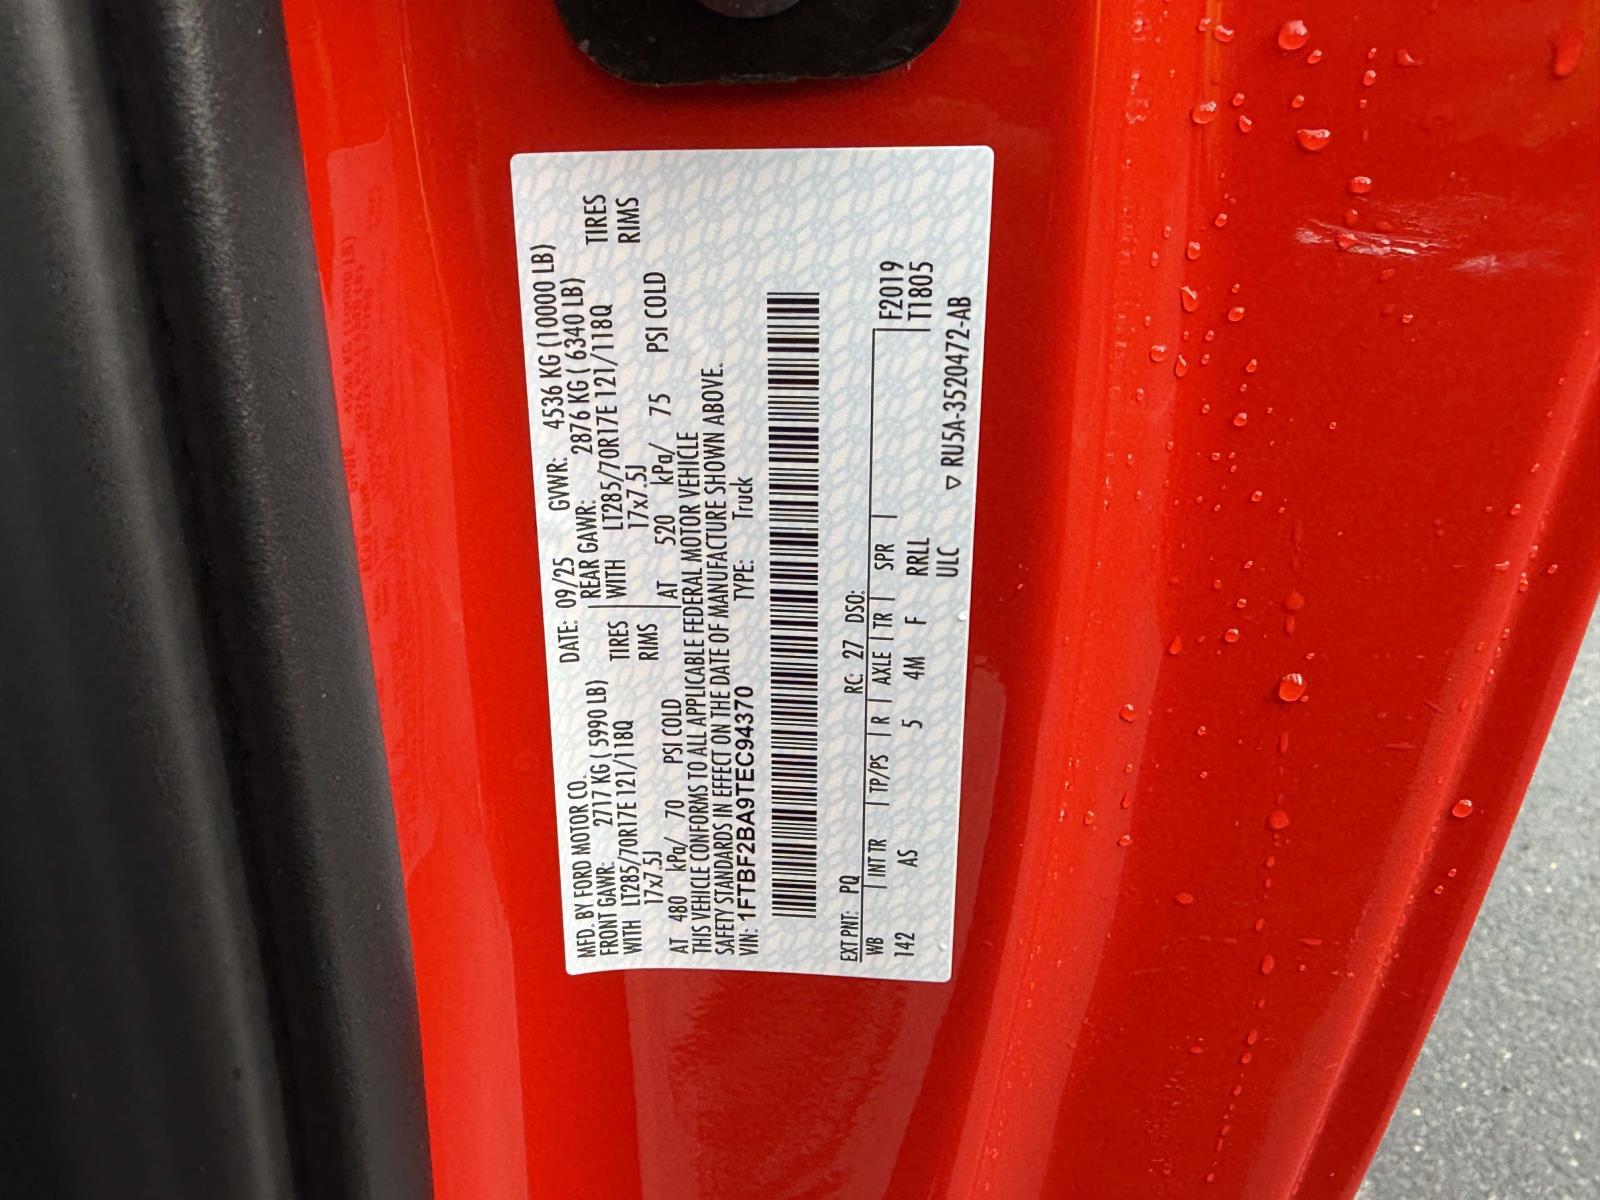 MFD. BY FORD MOTOR CO.
DATE: 09/25 GVWR: 4536 KG (10000 LB)
FRONT GAWR: 2717 KG ( 5990 LB)
REAR GAWR: 2876 KG ( 6340 LB)
WITH LT285/70R17E 121/118Q TIRES
WITH LT285/70R17E 121/118Q TIRES
17x7.5J RIMS
17x7.5J RIMS
AT 480 kPa/ 70 PSI COLD
AT 520 kPa/ 75 PSI COLD
THIS VEHICLE CONFORMS TO ALL APPLICABLE FEDERAL MOTOR VEHICLE
SAFETY STANDARDS IN EFFECT ON THE DATE OF MANUFACTURE SHOWN ABOVE.
VIN: 1FTBF2BA9TEC94370 TYPE: Truck
EXT PNT: PQ RC: 27 DSO:
WB | INT TR | TP/PS | R | AXLE | TR | SPR | F2019
142 AS 5 4M F RRLL T1805
ULC ▽ RU5A-3520472-AB